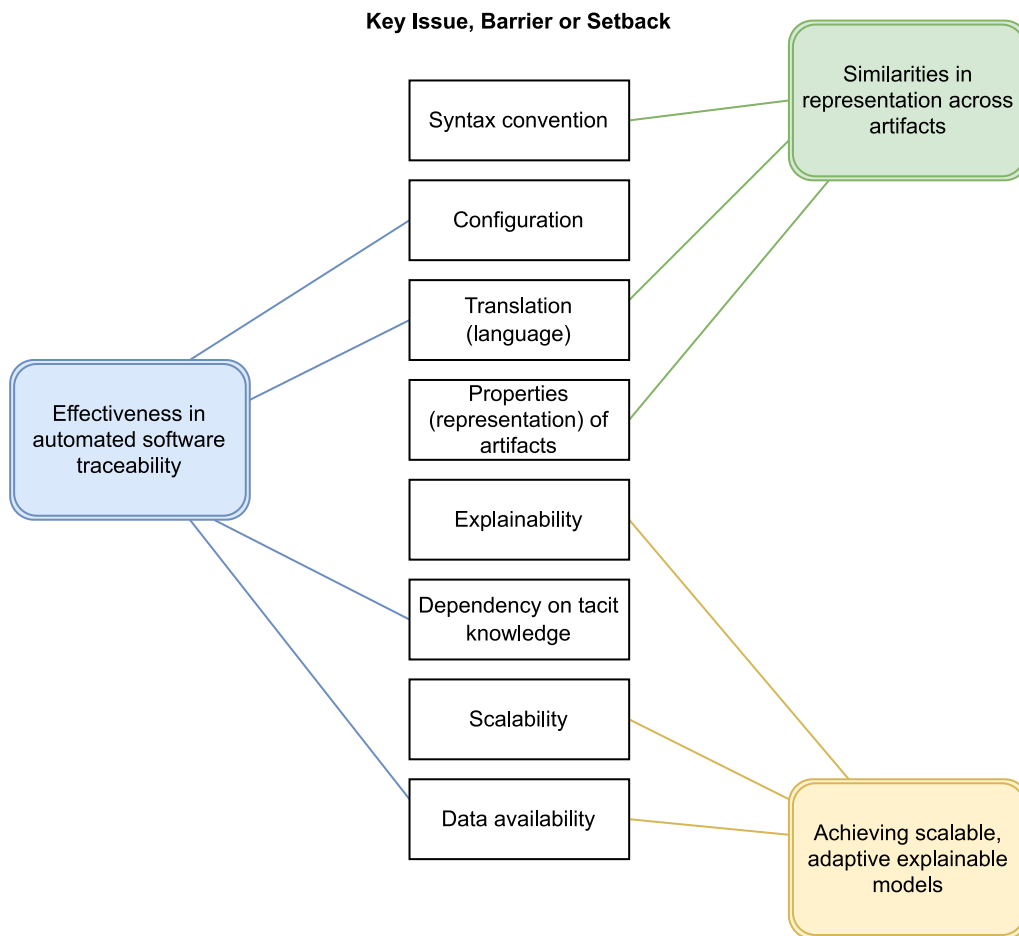 Key Issue, Barrier or Setback
Similarities in
representation across
artifacts
Syntax convention
Configuration
Translation
(language)
Properties
(representation) of
artifacts
Effectiveness in
automated software
traceability
Explainability
Dependency on tacit
knowledge
Scalability
Data availability
Achieving scalable,
adaptive explainable
models